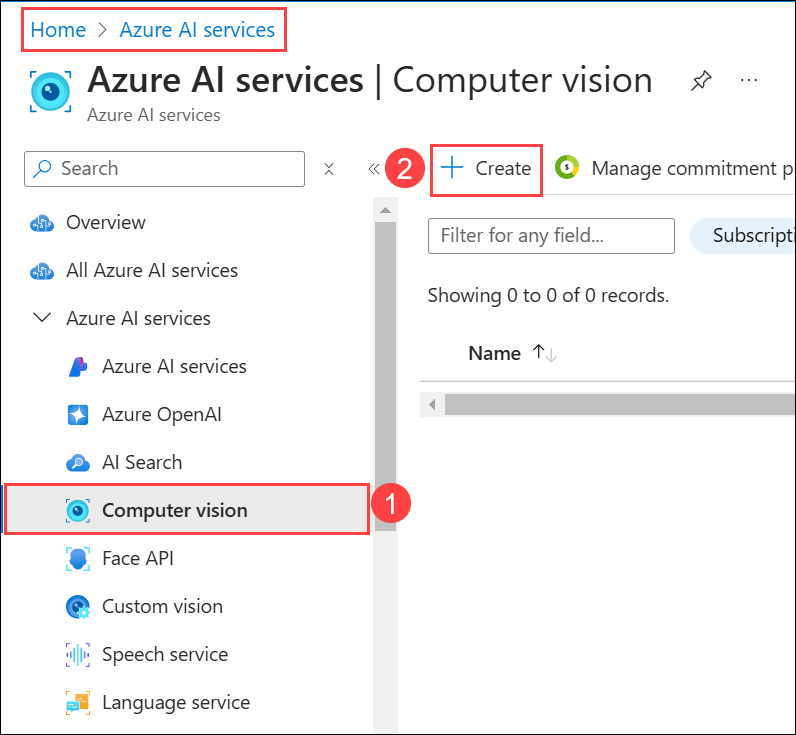 Home > Azure AI services
Azure AI services | Computer vision
Azure AI services
Search
2
Create
Manage commitment p
Overview
All Azure AI services
Azure AI services
Azure AI services
Azure OpenAI
AI Search
Computer vision
1
Face API
Custom vision
Speech service
Language service
Filter for any field...
Subscripti
Showing 0 to 0 of 0 records.
Name